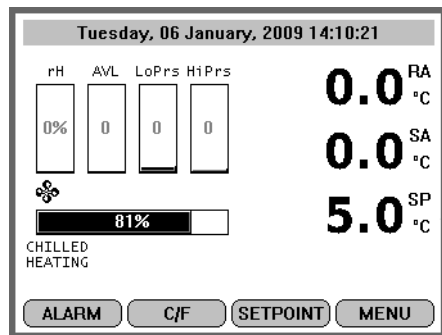 Tuesday, 06 January, 2009 14:10:21
rH AVL LoPrs HiPrs
0% 0 0 0
0.0 RA °C
0.0 SA °C
5.0 SP °C
81%
CHILLED
HEATING
ALARM C/F SETPOINT MENU